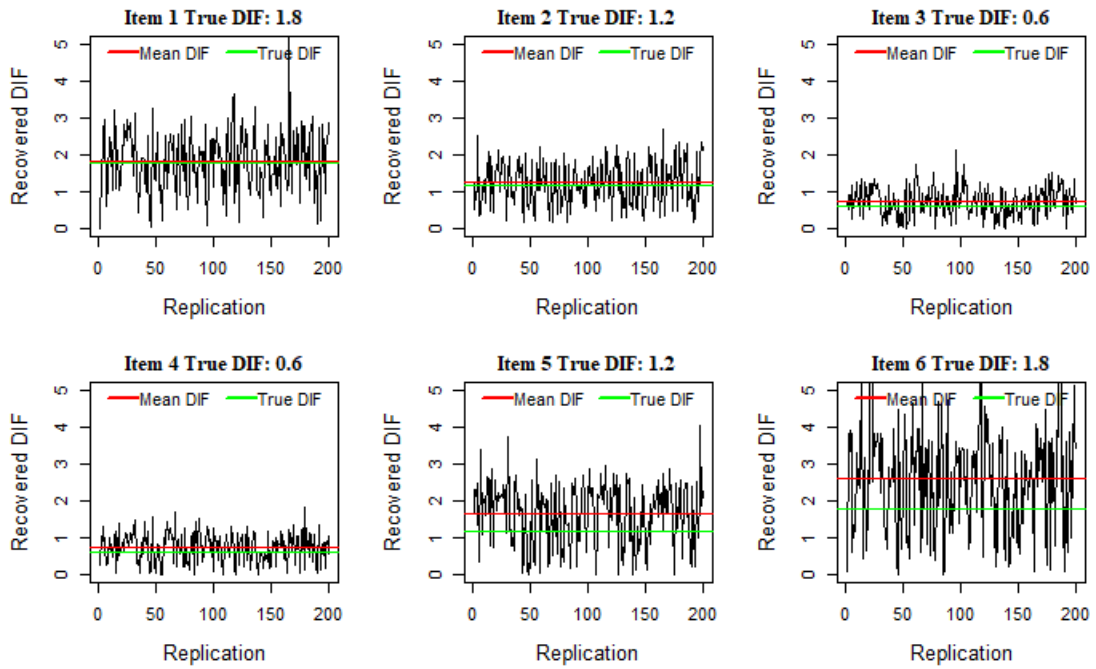 Item 1 True DIF: 1.8
Mean DIF True DIF
Recovered DIF
0 1 2 3 4 5
0 50 100 150 200
Replication
Item 2 True DIF: 1.2
Mean DIF True DIF
Recovered DIF
0 1 2 3 4 5
0 50 100 150 200
Replication
Item 3 True DIF: 0.6
Mean DIF True DIF
Recovered DIF
0 1 2 3 4 5
0 50 100 150 200
Replication
Item 4 True DIF: 0.6
Mean DIF True DIF
Recovered DIF
0 1 2 3 4 5
0 50 100 150 200
Replication
Item 5 True DIF: 1.2
Mean DIF True DIF
Recovered DIF
0 1 2 3 4 5
0 50 100 150 200
Replication
Item 6 True DIF: 1.8
Mean DIF True DIF
Recovered DIF
0 1 2 3 4 5
0 50 100 150 200
Replication